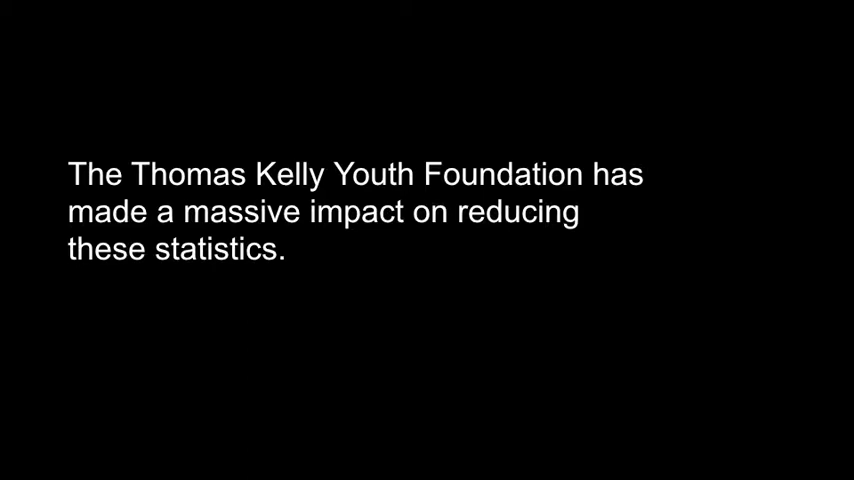 The Thomas Kelly Youth Foundation has
made a massive impact on reducing
these statistics.